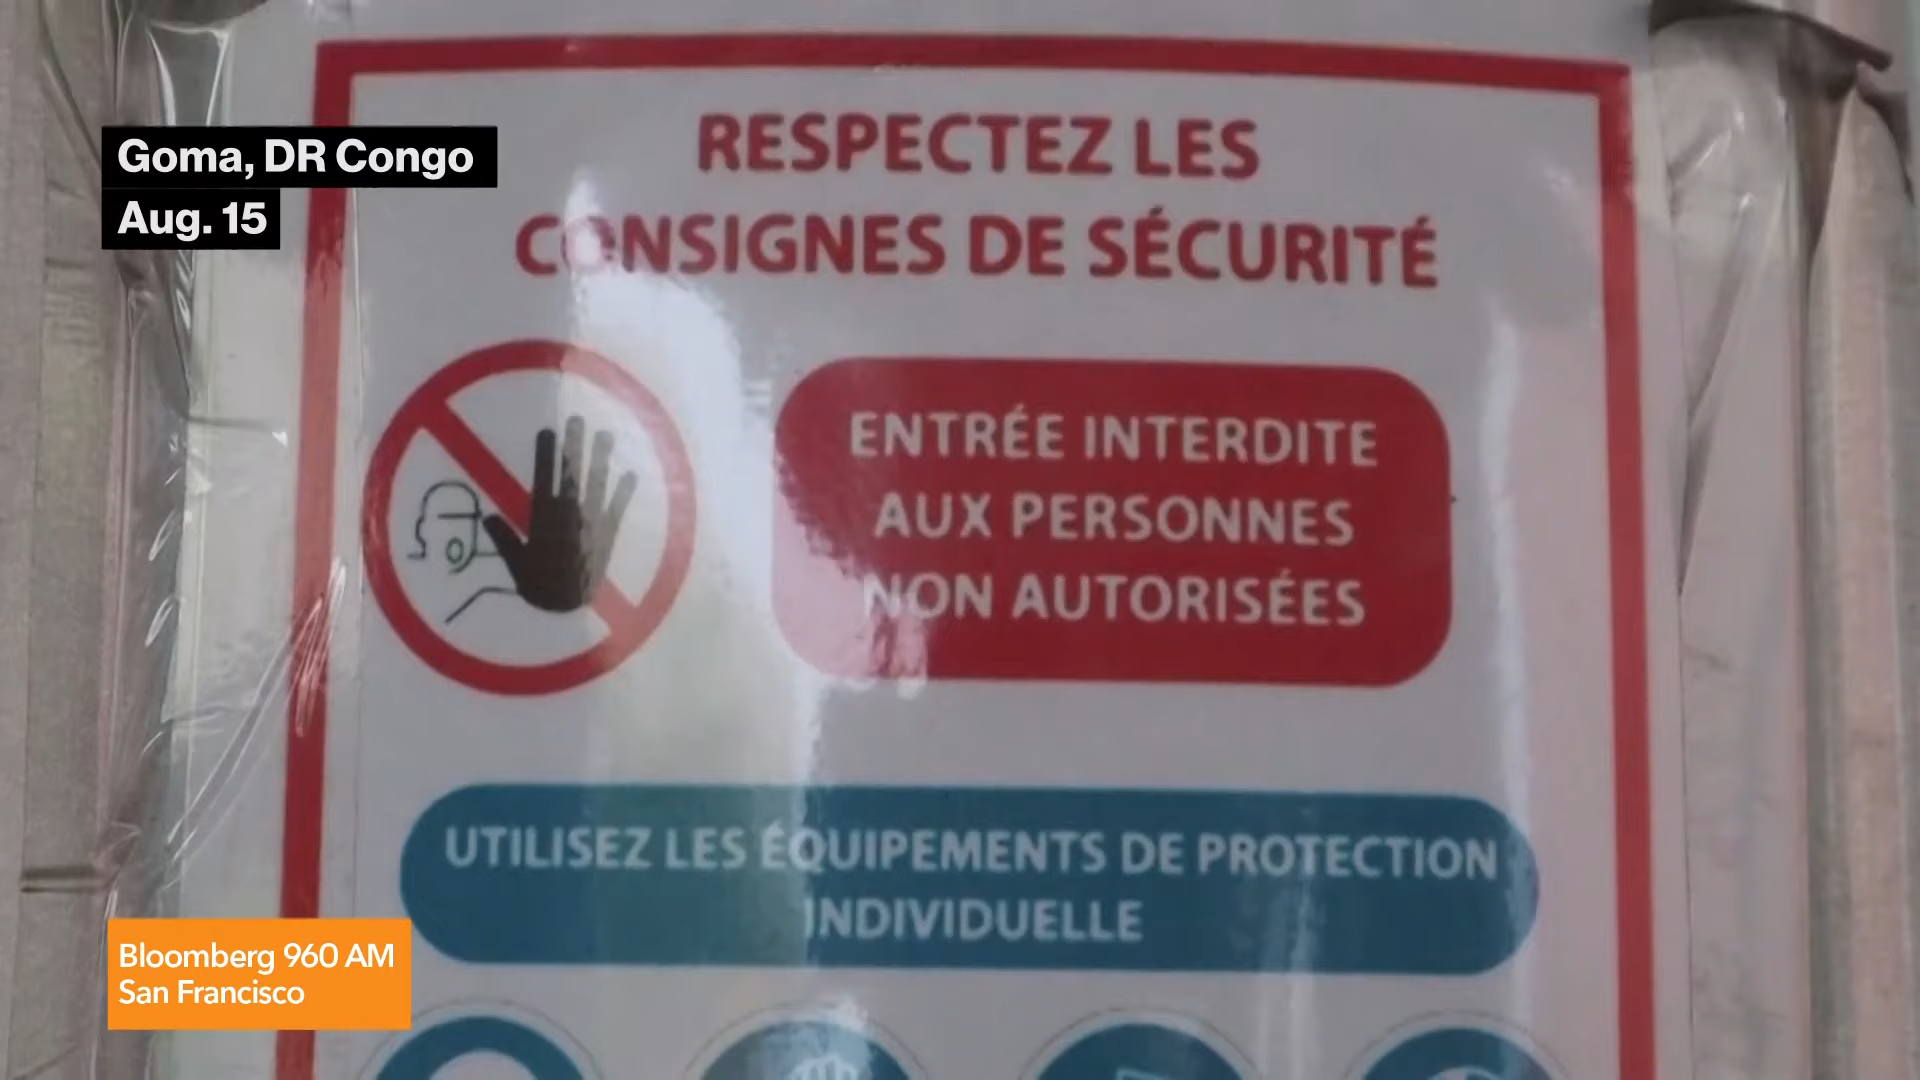 Goma, DR Congo
Aug. 15
RESPECTEZ LES
CONSIGNES DE SÉCURITÉ
ENTRÉE INTERDITE
AUX PERSONNES
NON AUTORISÉES
UTILISEZ LES ÉQUIPEMENTS DE PROTECTION
INDIVIDUELLE
Bloomberg 960 AM
San Francisco